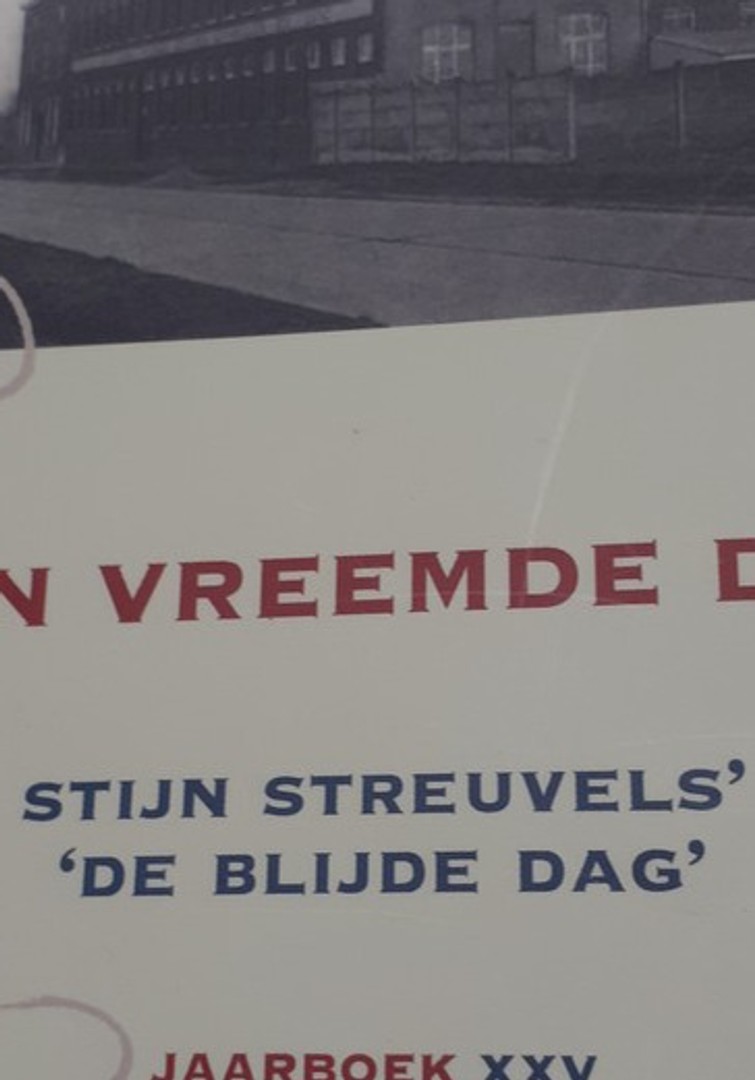 N VREEMDE D
STIJN STREUVELS'
'DE BLIJDE DAG'
JAARBOEK XXV